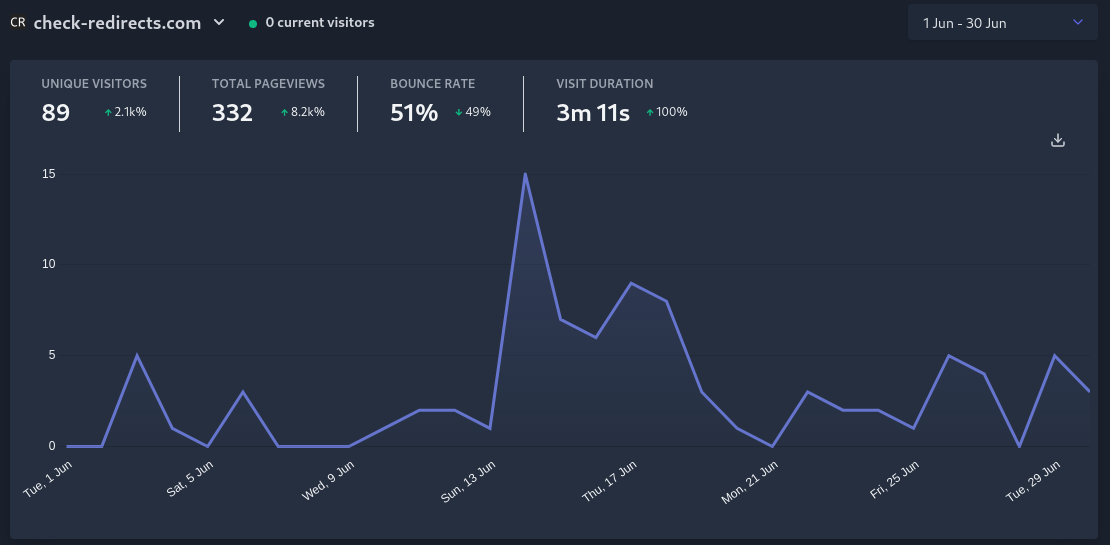 CR check-redirects.com 0 current visitors 1 Jun - 30 Jun
UNIQUE VISITORS TOTAL PAGEVIEWS BOUNCE RATE VISIT DURATION
89 ↑ 2.1k% 332 ↑ 8.2k% 51% ↓ 49% 3m 11s ↑ 100%
15
10
5
0
Tue, 1 Jun Sat, 5 Jun Wed, 9 Jun Sun, 13 Jun Thu, 17 Jun Mon, 21 Jun Fri, 25 Jun Tue, 29 Jun